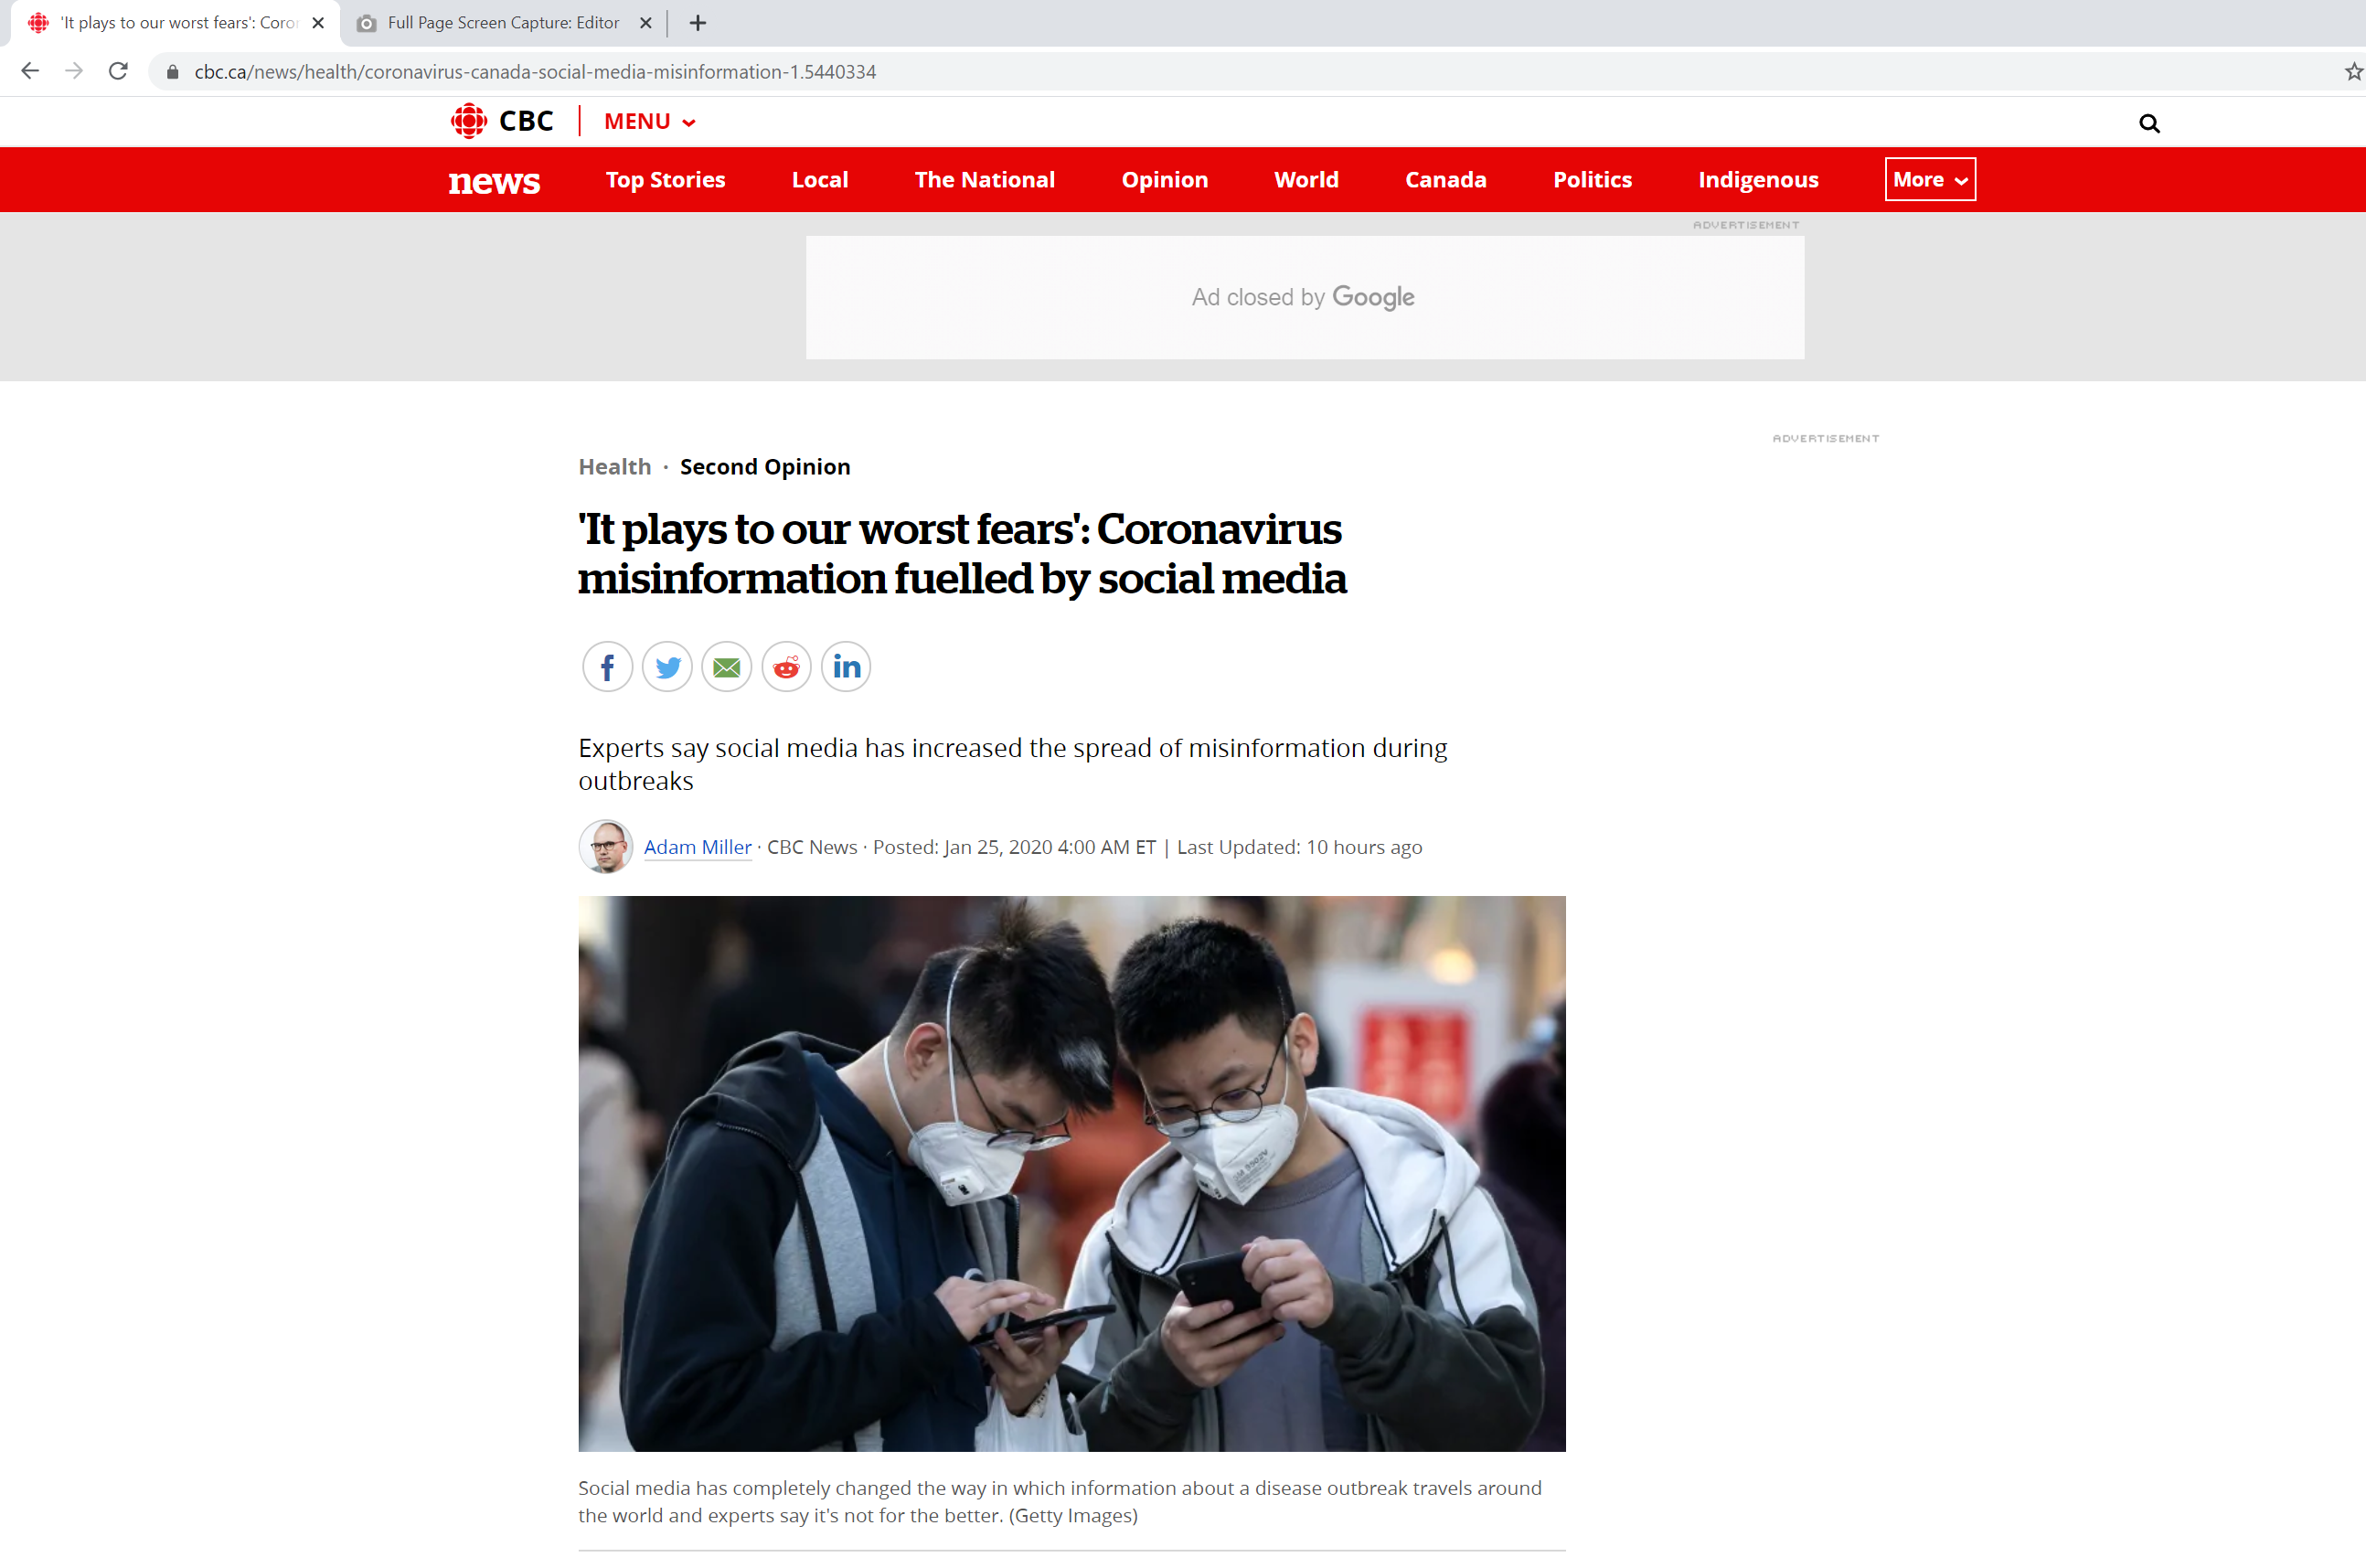 'It plays to our worst fears': Coron
Full Page Screen Capture: Editor
cbc.ca/news/health/coronavirus-canada-social-media-misinformation-1.5440334
CBC
MENU
news Top Stories Local The National Opinion World Canada Politics Indigenous More
ADVERTISEMENT
Ad closed by Google
ADVERTISEMENT
Health · Second Opinion
'It plays to our worst fears': Coronavirus
misinformation fuelled by social media
f
in
Experts say social media has increased the spread of misinformation during
outbreaks
Adam Miller · CBC News · Posted: Jan 25, 2020 4:00 AM ET | Last Updated: 10 hours ago
3M
Social media has completely changed the way in which information about a disease outbreak travels around
the world and experts say it's not for the better. (Getty Images)